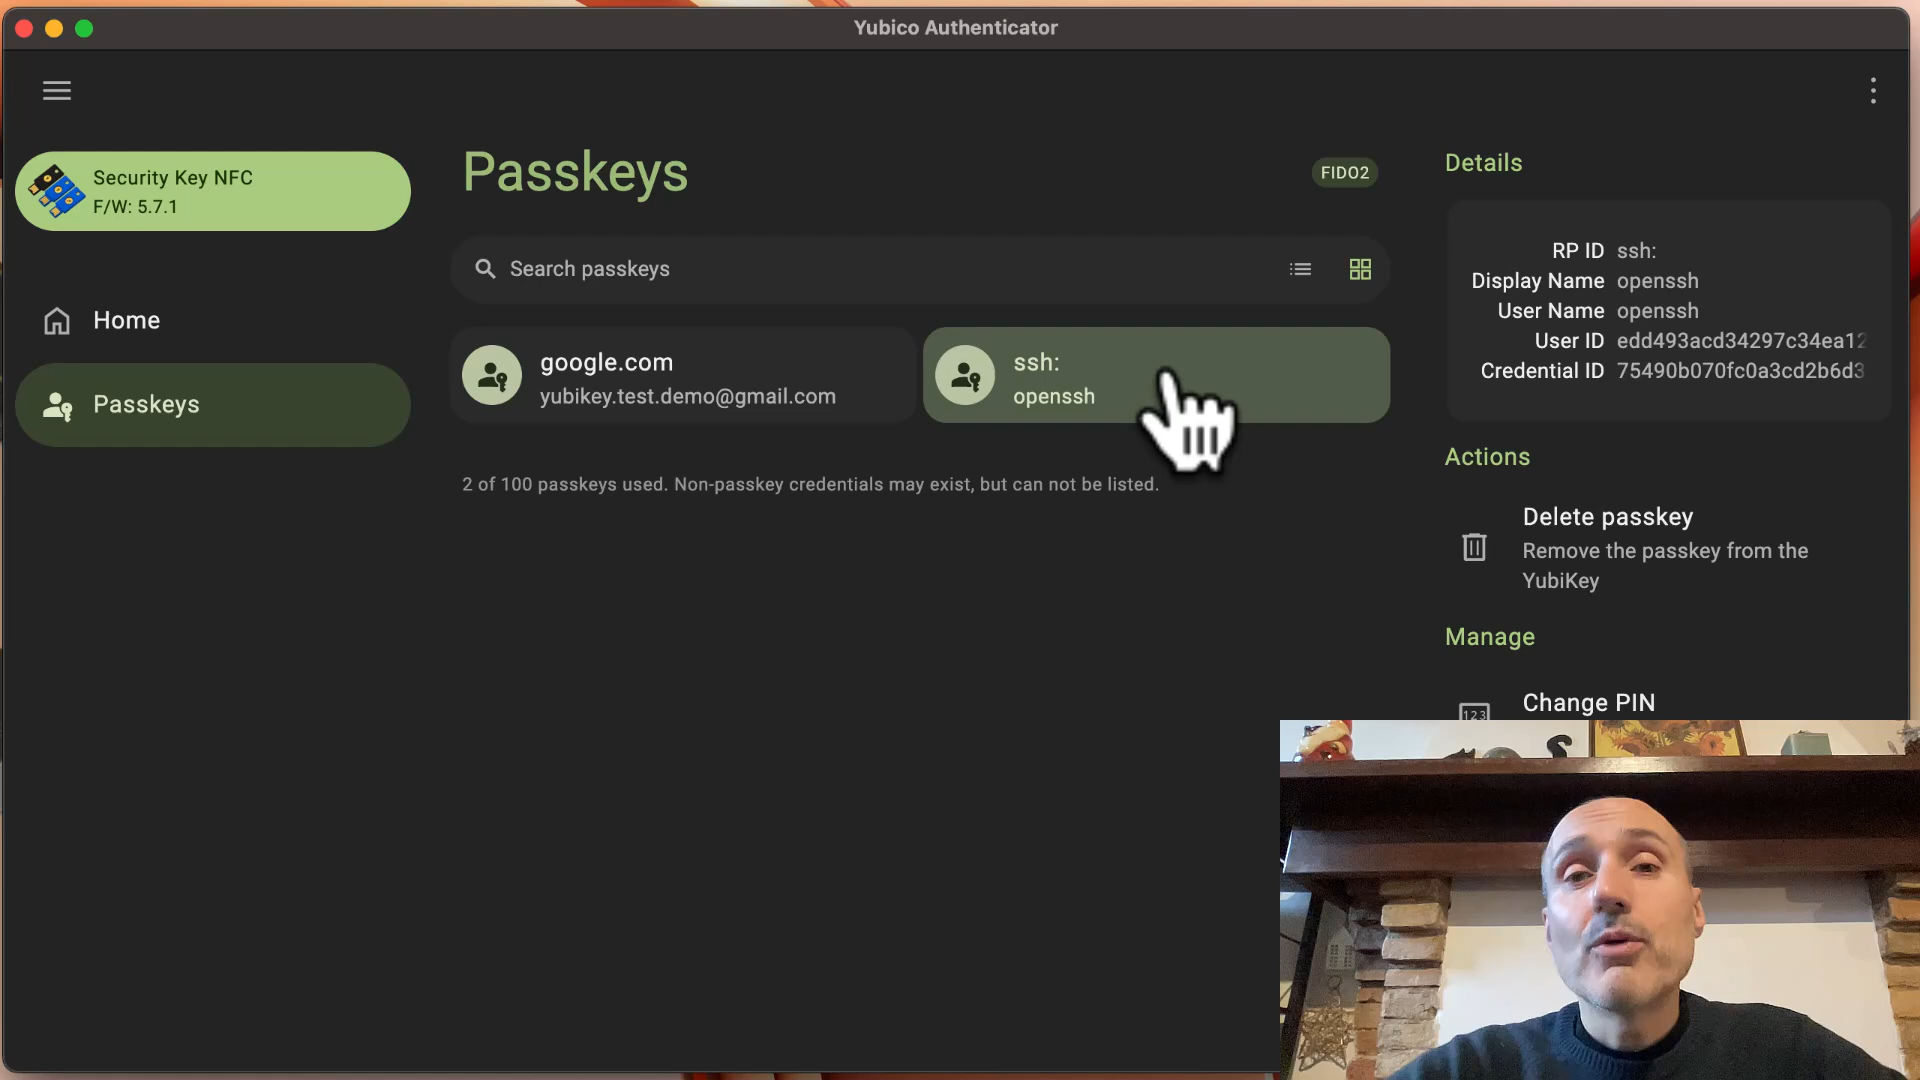 Yubico Authenticator
Security Key NFC
F/W: 5.7.1
Home
Passkeys
Passkeys
FIDO2
Search passkeys
google.com
yubikey.test.demo@gmail.com
ssh:
openssh
2 of 100 passkeys used. Non-passkey credentials may exist, but can not be listed.
Details
RP ID ssh:
Display Name openssh
User Name openssh
User ID edd493acd34297c34ea12
Credential ID 75490b070fc0a3cd2b6d3
Actions
Delete passkey
Remove the passkey from the
YubiKey
Manage
Change PIN
123